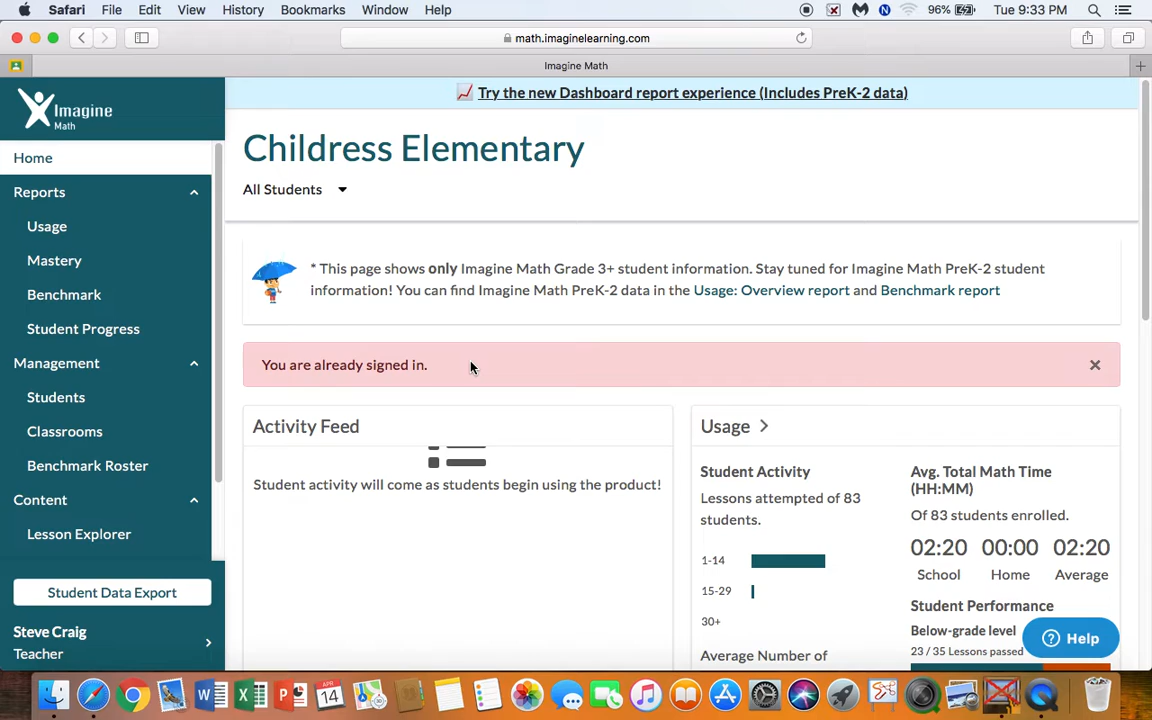 Safari File Edit View History Bookmarks Window Help 96% Tue 9:33 PM
math.imaginelearning.com
Imagine Math
Imagine
Math
Home
Reports
Usage
Mastery
Benchmark
Student Progress
Management
Students
Classrooms
Benchmark Roster
Content
Lesson Explorer
Student Data Export
Steve Craig
Teacher
Try the new Dashboard report experience (Includes PreK-2 data)
Childress Elementary
All Students
* This page shows only Imagine Math Grade 3+ student information. Stay tuned for Imagine Math PreK-2 student
information! You can find Imagine Math PreK-2 data in the Usage: Overview report and Benchmark report
You are already signed in.
Activity Feed
Student activity will come as students begin using the product!
Usage
Student Activity
Lessons attempted of 83
students.
1-14
15-29
30+
Average Number of
Avg. Total Math Time
(HH:MM)
Of 83 students enrolled.
02:20 00:00 02:20
School Home Average
Student Performance
Below-grade level
23 / 35 Lessons passed
Help
APR
14